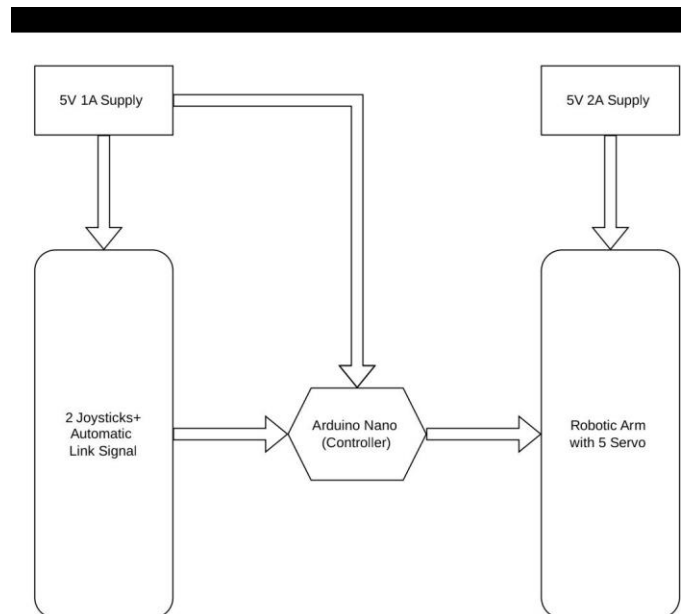 5V 1A Supply
5V 2A Supply
2 Joysticks+
Automatic
Link Signal
Arduino Nano
(Controller)
Robotic Arm
with 5 Servo